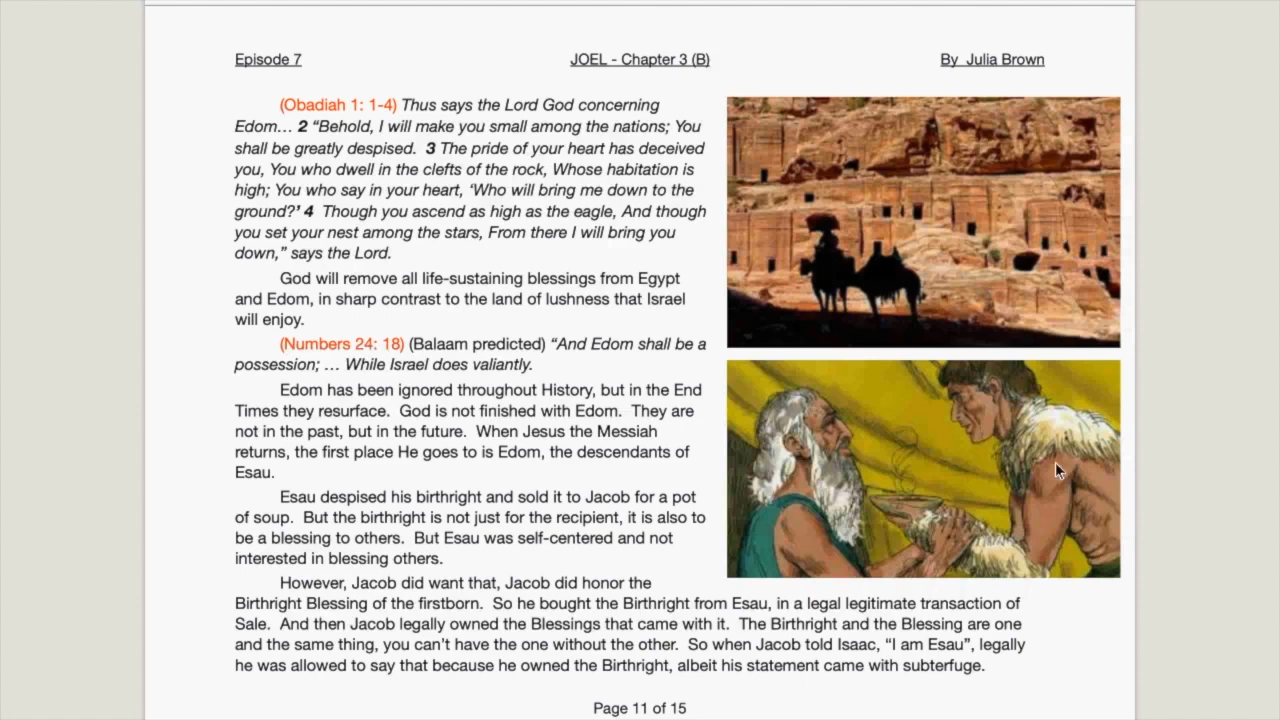 Episode 7
JOEL - Chapter 3 (B)
By  Julia Brown
(Obadiah 1: 1-4) Thus says the Lord God concerning
Edom… 2 “Behold, I will make you small among the nations; You
shall be greatly despised.  3 The pride of your heart has deceived
you, You who dwell in the clefts of the rock, Whose habitation is
high; You who say in your heart, ‘Who will bring me down to the
ground?’ 4  Though you ascend as high as the eagle, And though
you set your nest among the stars, From there I will bring you
down,” says the Lord.
God will remove all life-sustaining blessings from Egypt
and Edom, in sharp contrast to the land of lushness that Israel
will enjoy.
(Numbers 24: 18) (Balaam predicted) “And Edom shall be a
possession; … While Israel does valiantly.
Edom has been ignored throughout History, but in the End
Times they resurface.  God is not finished with Edom.  They are
not in the past, but in the future.  When Jesus the Messiah
returns, the first place He goes to is Edom, the descendants of
Esau.
Esau despised his birthright and sold it to Jacob for a pot
of soup.  But the birthright is not just for the recipient, it is also to
be a blessing to others.  But Esau was self-centered and not
interested in blessing others.
However, Jacob did want that, Jacob did honor the
Birthright Blessing of the firstborn.  So he bought the Birthright from Esau, in a legal legitimate transaction of
Sale.  And then Jacob legally owned the Blessings that came with it.  The Birthright and the Blessing are one
and the same thing, you can’t have the one without the other.  So when Jacob told Isaac, “I am Esau”, legally
he was allowed to say that because he owned the Birthright, albeit his statement came with subterfuge.
Page 11 of 15